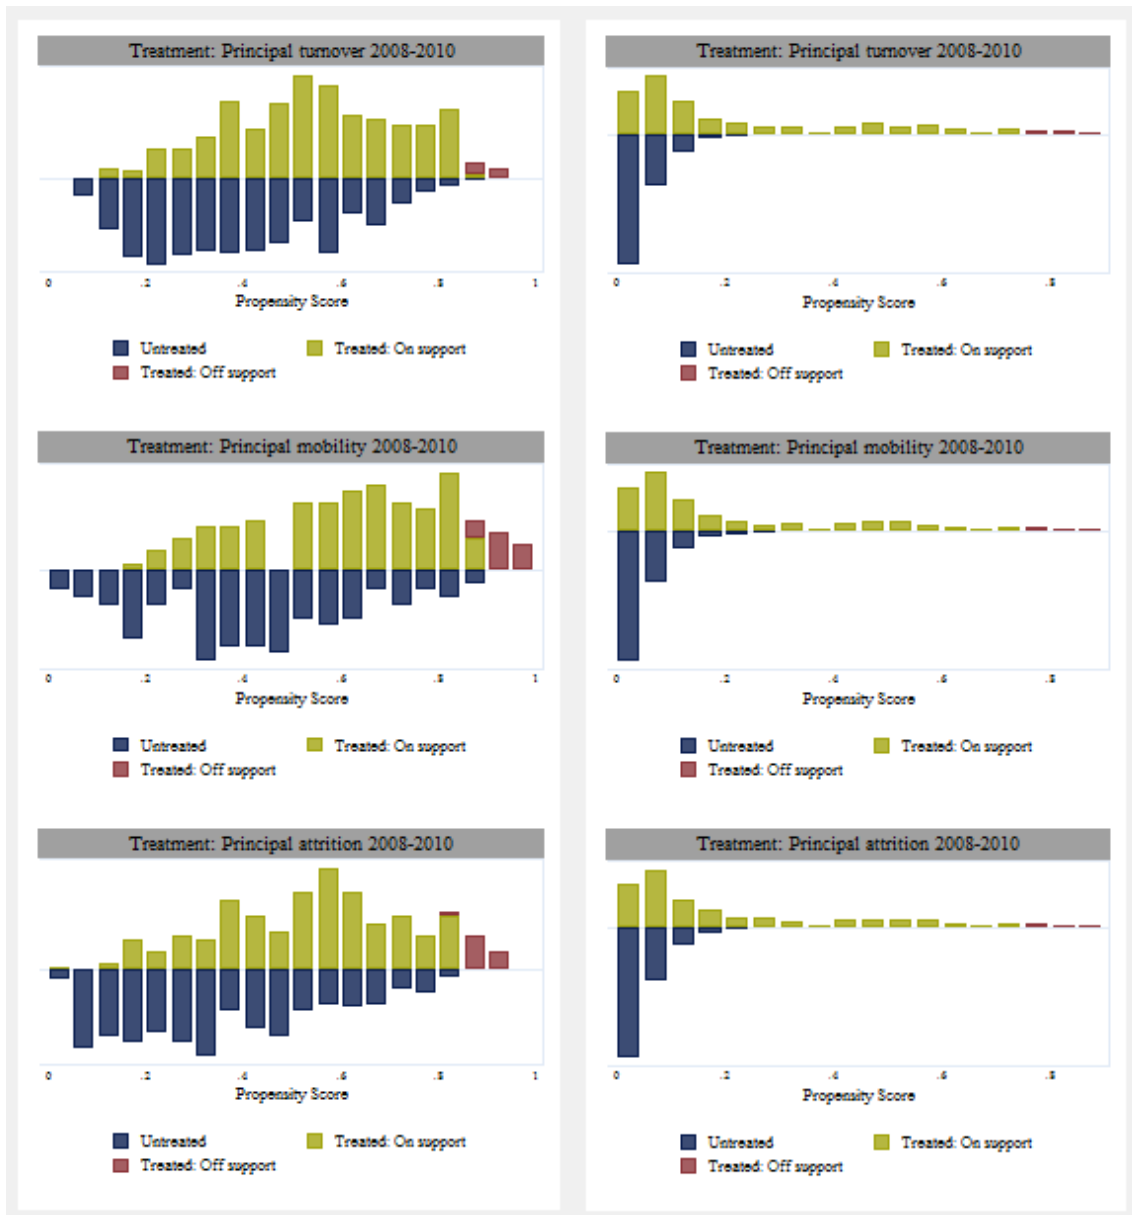 Treatment: Principal turnover 2008-2010
0 .2 .4 .6 .8 1
Propensity Score
Untreated Treated: On support
Treated: Off support
Treatment: Principal turnover 2008-2010
0 .2 .4 .6 .8
Propensity Score
Untreated Treated: On support
Treated: Off support
Treatment: Principal mobility 2008-2010
0 .2 .4 .6 .8 1
Propensity Score
Untreated Treated: On support
Treated: Off support
Treatment: Principal mobility 2008-2010
0 .2 .4 .6 .8
Propensity Score
Untreated Treated: On support
Treated: Off support
Treatment: Principal attrition 2008-2010
0 .2 .4 .6 .8 1
Propensity Score
Untreated Treated: On support
Treated: Off support
Treatment: Principal attrition 2008-2010
0 .2 .4 .6 .8
Propensity Score
Untreated Treated: On support
Treated: Off support